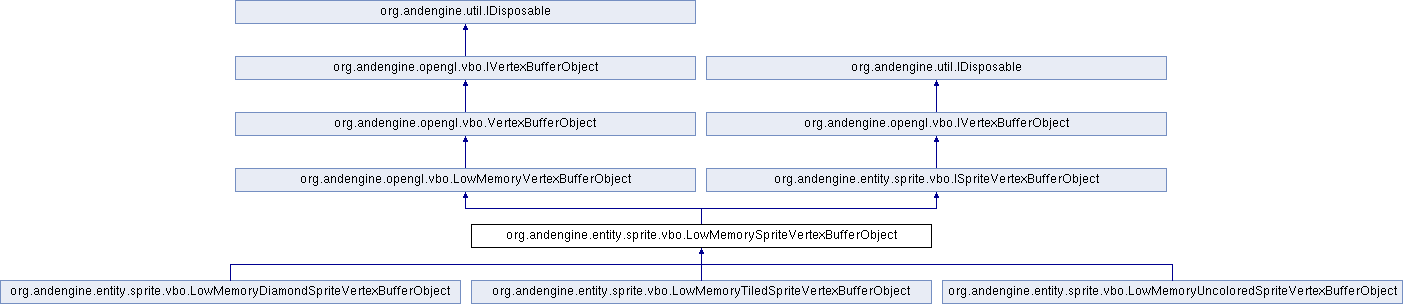 org.andengine.util.IDisposable
org.andengine.opengl.vbo.IVertexBufferObject
org.andengine.util.IDisposable
org.andengine.opengl.vbo.VertexBufferObject
org.andengine.opengl.vbo.IVertexBufferObject
org.andengine.opengl.vbo.LowMemoryVertexBufferObject
org.andengine.entity.sprite.vbo.ISpriteVertexBufferObject
org.andengine.entity.sprite.vbo.LowMemorySpriteVertexBufferObject
org.andengine.entity.sprite.vbo.LowMemoryDiamondSpriteVertexBufferObject
org.andengine.entity.sprite.vbo.LowMemoryTiledSpriteVertexBufferObject
org.andengine.entity.sprite.vbo.LowMemoryUncoloredSpriteVertexBufferObject